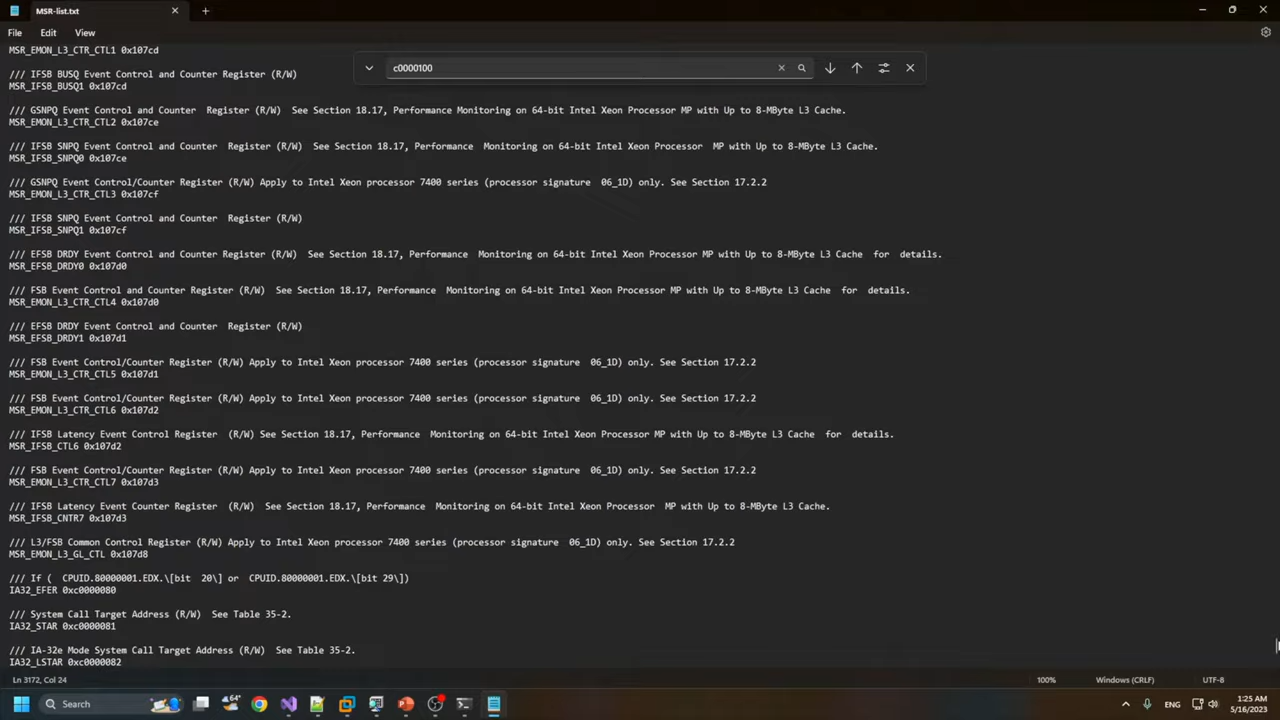 MSR-list.txt
File Edit View
c0000100
MSR_EMON_L3_CTR_CTL1 0x107cd
/// IFSB BUSQ Event Control and Counter Register (R/W)
MSR_IFSB_BUSQ1 0x107cd
/// GSNPQ Event Control and Counter  Register (R/W)  See Section 18.17, Performance Monitoring on 64-bit Intel Xeon Processor MP with Up to 8-MByte L3 Cache.
MSR_EMON_L3_CTR_CTL2 0x107ce
/// IFSB SNPQ Event Control and Counter  Register (R/W)  See Section 18.17, Performance  Monitoring on 64-bit Intel Xeon Processor  MP with Up to 8-MByte L3 Cache.
MSR_IFSB_SNPQ0 0x107ce
/// GSNPQ Event Control/Counter Register (R/W) Apply to Intel Xeon processor 7400 series (processor signature  06_1D) only. See Section 17.2.2
MSR_EMON_L3_CTR_CTL3 0x107cf
/// IFSB SNPQ Event Control and Counter  Register (R/W)
MSR_IFSB_SNPQ1 0x107cf
/// EFSB DRDY Event Control and Counter Register (R/W)  See Section 18.17, Performance  Monitoring on 64-bit Intel Xeon Processor MP with Up to 8-MByte L3 Cache  for  details.
MSR_EFSB_DRDY0 0x107d0
/// FSB Event Control and Counter Register (R/W)  See Section 18.17, Performance  Monitoring on 64-bit Intel Xeon Processor MP with Up to 8-MByte L3 Cache  for  details.
MSR_EMON_L3_CTR_CTL4 0x107d0
/// EFSB DRDY Event Control and Counter  Register (R/W)
MSR_EFSB_DRDY1 0x107d1
/// FSB Event Control/Counter Register (R/W) Apply to Intel Xeon processor 7400 series (processor signature  06_1D) only. See Section 17.2.2
MSR_EMON_L3_CTR_CTL5 0x107d1
/// FSB Event Control/Counter Register (R/W) Apply to Intel Xeon processor 7400 series (processor signature  06_1D) only. See Section 17.2.2
MSR_EMON_L3_CTR_CTL6 0x107d2
/// IFSB Latency Event Control Register  (R/W) See Section 18.17, Performance  Monitoring on 64-bit Intel Xeon Processor MP with Up to 8-MByte L3 Cache  for  details.
MSR_IFSB_CTL6 0x107d2
/// FSB Event Control/Counter Register (R/W) Apply to Intel Xeon processor 7400 series (processor signature  06_1D) only. See Section 17.2.2
MSR_EMON_L3_CTR_CTL7 0x107d3
/// IFSB Latency Event Counter Register  (R/W)  See Section 18.17, Performance  Monitoring on 64-bit Intel Xeon Processor  MP with Up to 8-MByte L3 Cache.
MSR_IFSB_CNTR7 0x107d3
/// L3/FSB Common Control Register (R/W) Apply to Intel Xeon processor 7400 series (processor signature  06_1D) only. See Section 17.2.2
MSR_EMON_L3_GL_CTL 0x107d8
/// If (  CPUID.80000001.EDX.\[bit  20\] or  CPUID.80000001.EDX.\[bit 29\])
IA32_EFER 0xc0000080
/// System Call Target Address (R/W)  See Table 35-2.
IA32_STAR 0xc0000081
/// IA-32e Mode System Call Target Address (R/W)  See Table 35-2.
IA32_LSTAR 0xc0000082
Ln 3172, Col 24 100% Windows (CRLF) UTF-8
Search 64* ENG 1:25 AM
5/16/2023